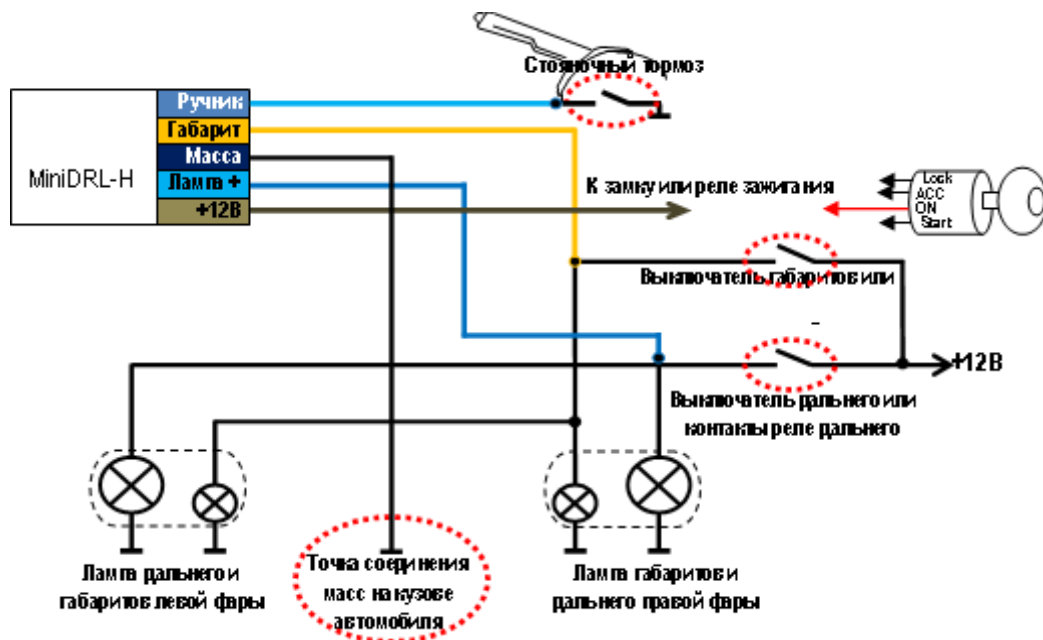 Стояночный тормоз
Ручник
Габарит
Масса
Лампа +
+12В
MiniDRL-H
К замку или реле зажигания
Lock
ACC
ON
Start
Выключатель габаритов или
-
+12В
Выключатель дальнего или
контакты реле дальнего
Лампа дальнего и
габаритов левой фары
Точка соединения
масс на кузове
автомобиля
Лампа габаритов и
дальнего правой фары